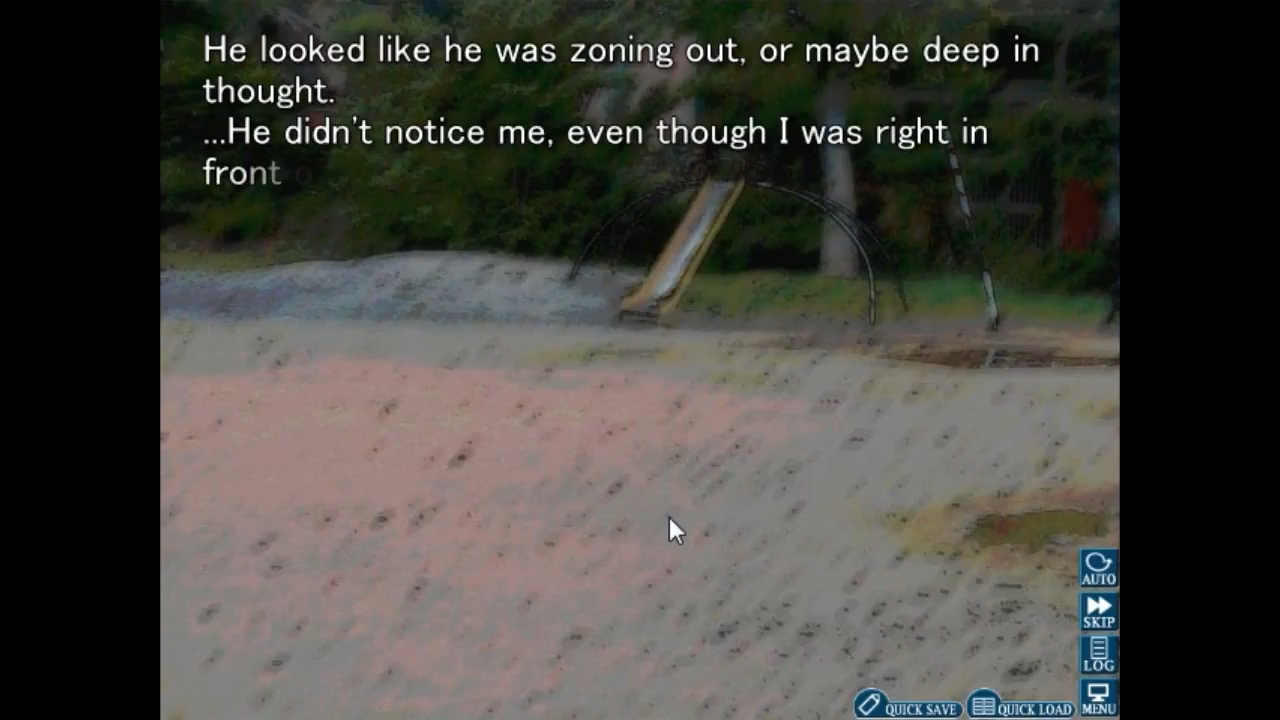 He looked like he was zoning out, or maybe deep in
thought.
...He didn't notice me, even though I was right in
front o
AUTO
SKIP
LOG
QUICK SAVE
QUICK LOAD
MENU